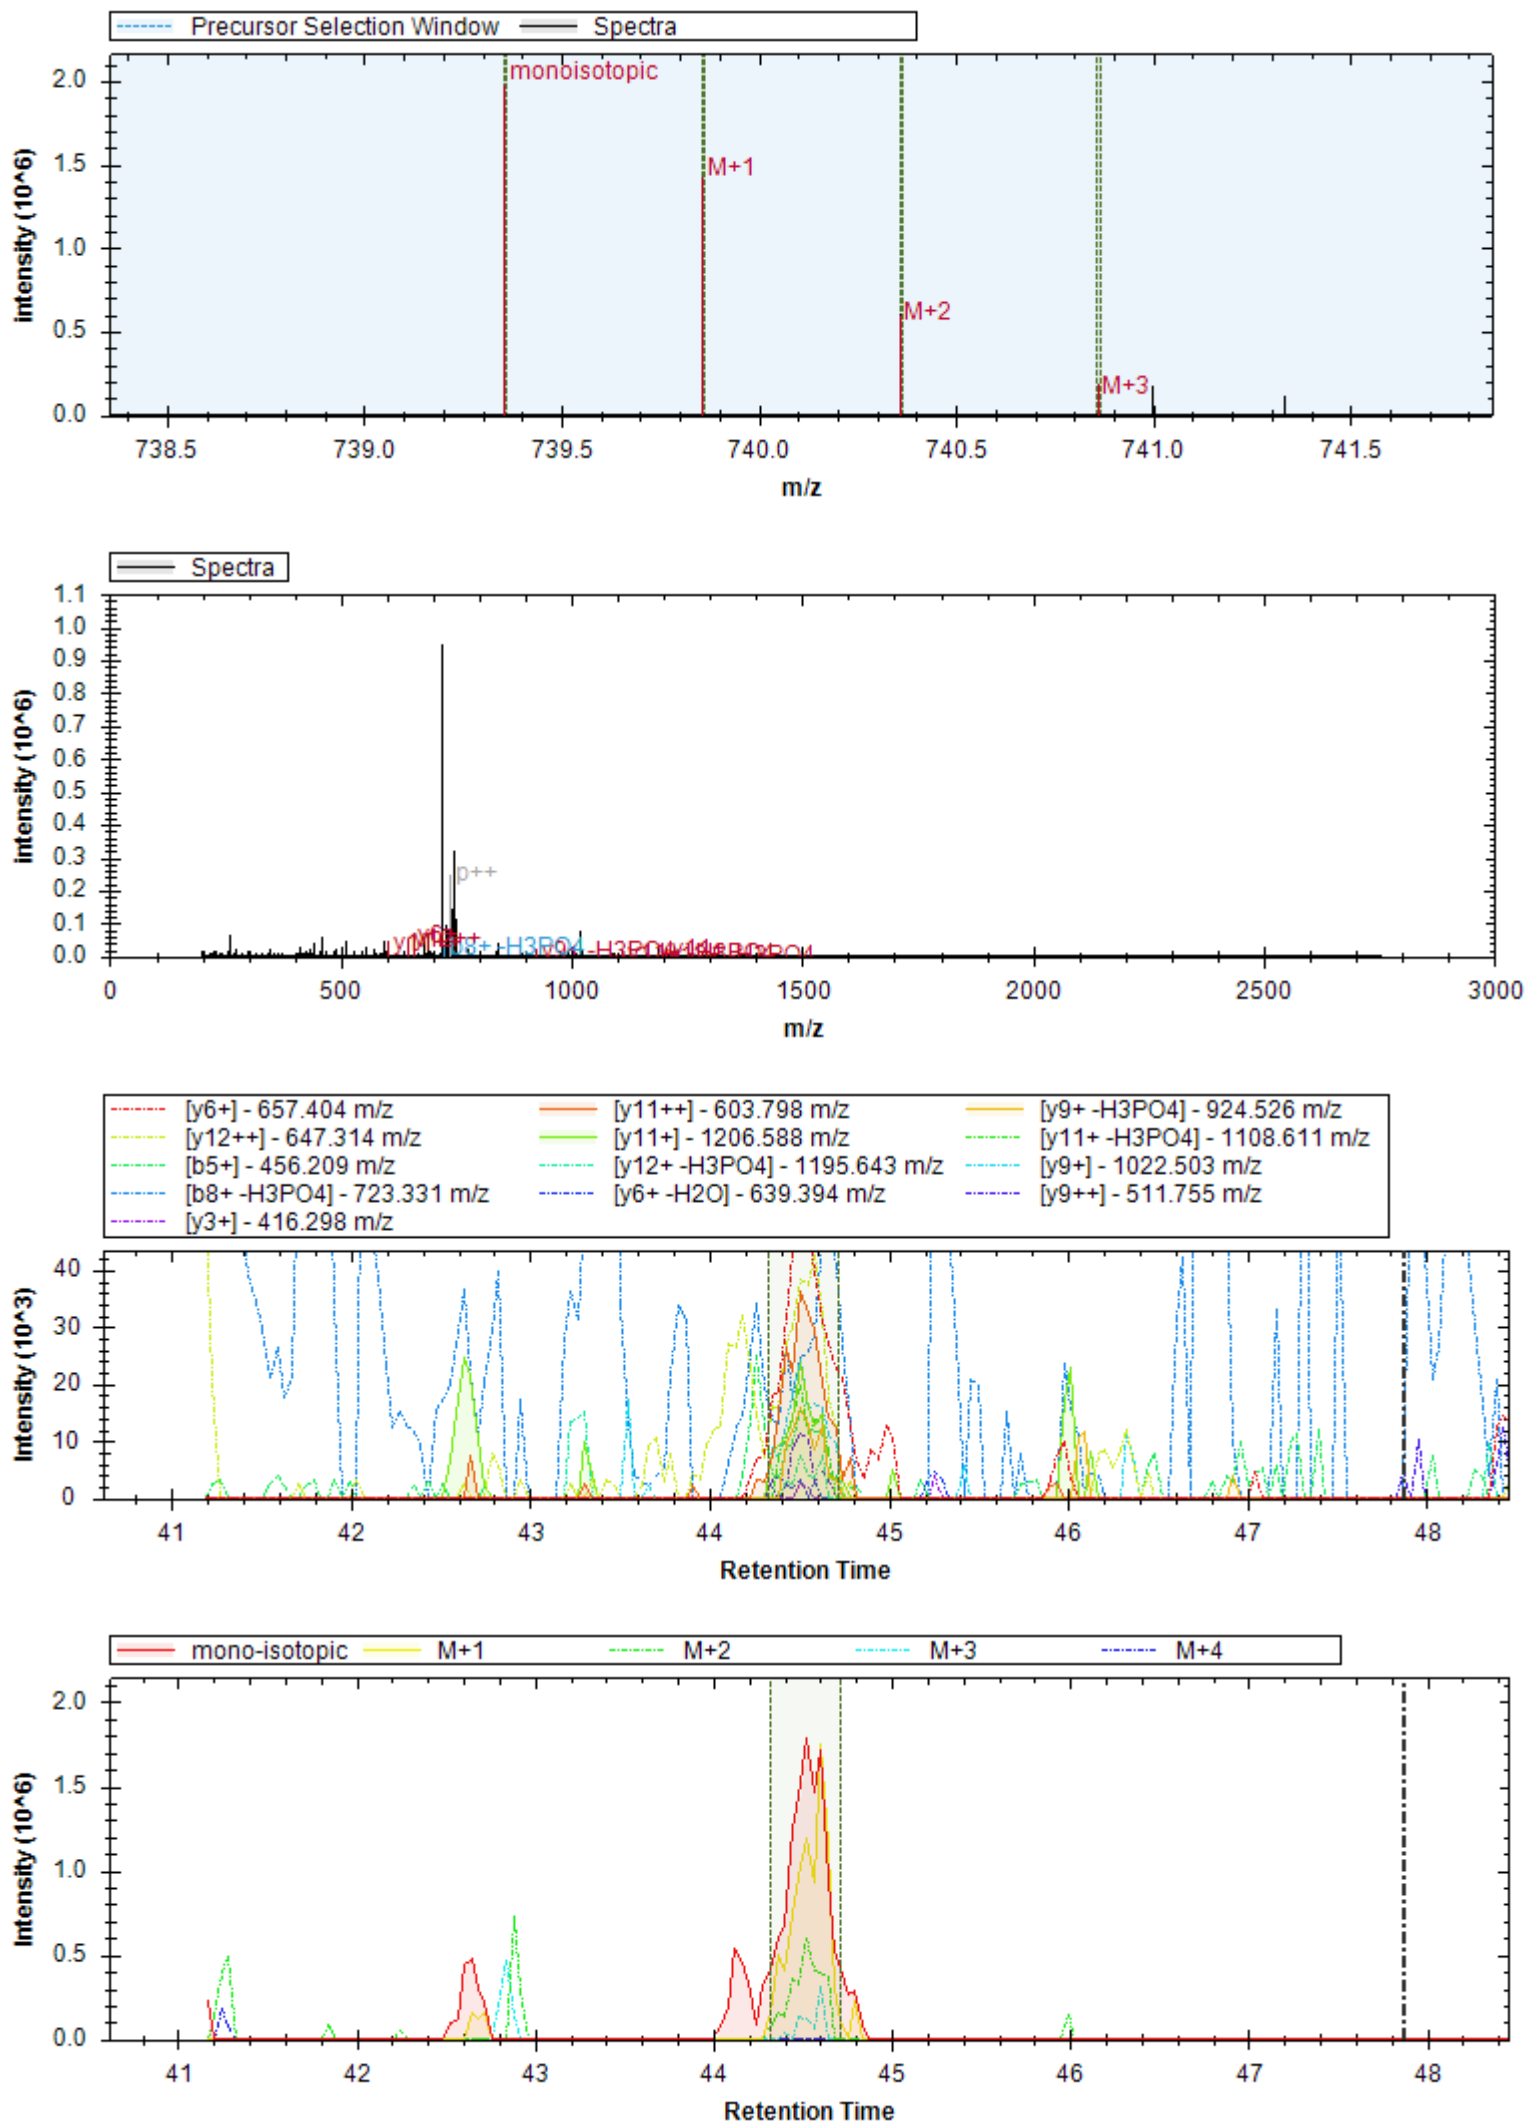 Precursor Selection Window Spectra
monoisotopic
M+1
M+2
M+3
2.0
1.5
1.0
0.5
0.0
intensity (10^6)
738.5 739.0 739.5 740.0 740.5 741.0 741.5
m/z
Spectra
1.1
1.0
0.9
0.8
0.7
0.6
0.5
0.4
0.3
0.2
0.1
0.0
intensity (10^6)
p++
b8+ -H3PO4
0 500 1000 1500 2000 2500 3000
m/z
[y6+] - 657.404 m/z [y11++] - 603.798 m/z [y9+ -H3PO4] - 924.526 m/z
[y12++] - 647.314 m/z [y11+] - 1206.588 m/z [y11+ -H3PO4] - 1108.611 m/z
[b5+] - 456.209 m/z [y12+ -H3PO4] - 1195.643 m/z [y9+] - 1022.503 m/z
[b8+ -H3PO4] - 723.331 m/z [y6+ -H2O] - 639.394 m/z [y9++] - 511.755 m/z
[y3+] - 416.298 m/z
40
30
20
10
0
Intensity (10^3)
41 42 43 44 45 46 47 48
Retention Time
mono-isotopic M+1 M+2 M+3 M+4
2.0
1.5
1.0
0.5
0.0
Intensity (10^6)
41 42 43 44 45 46 47 48
Retention Time